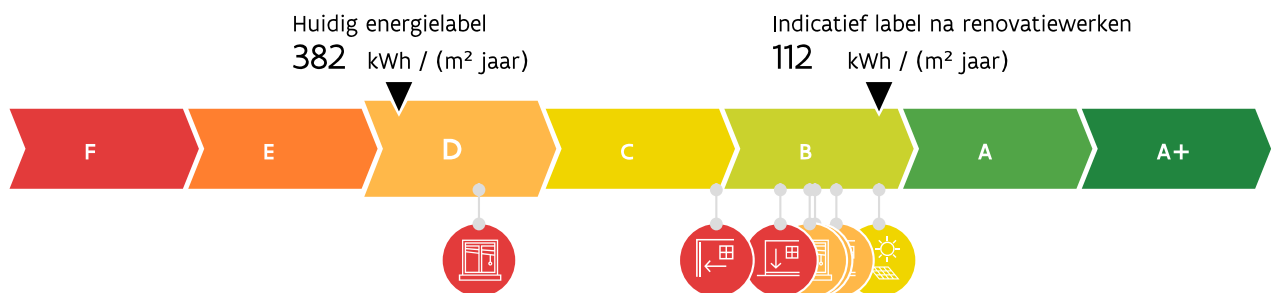 Huidig energielabel
382 kWh / (m² jaar)
Indicatief label na renovatiewerken
112 kWh / (m² jaar)
F E D C B A A+